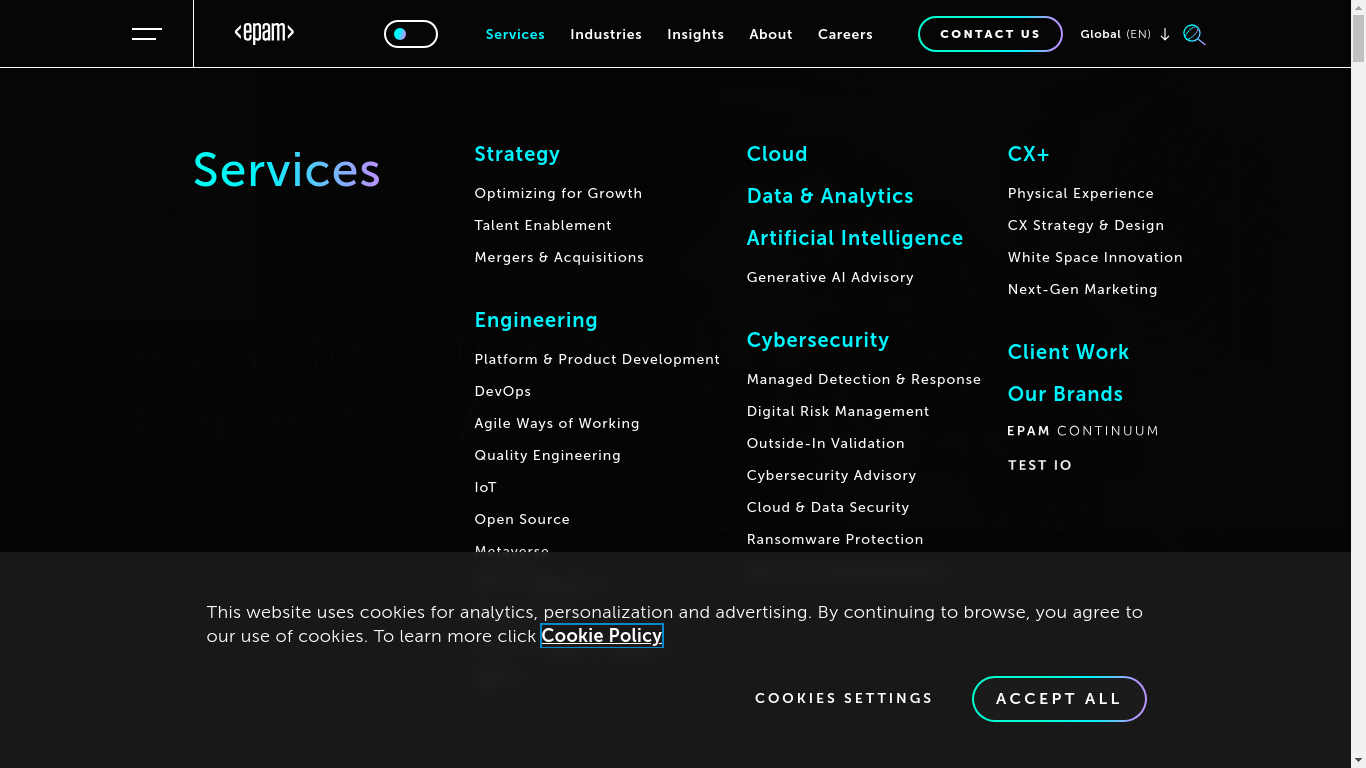 epam
Services
Industries
Insights
About
Careers
CONTACT US
Global (EN)
Services
Strategy
Optimizing for Growth
Talent Enablement
Mergers & Acquisitions
Engineering
Platform & Product Development
DevOps
Agile Ways of Working
Quality Engineering
IoT
Open Source
Metaverse
Cloud
Data & Analytics
Artificial Intelligence
Generative AI Advisory
Cybersecurity
Managed Detection & Response
Digital Risk Management
Outside-In Validation
Cybersecurity Advisory
Cloud & Data Security
Ransomware Protection
CX+
Physical Experience
CX Strategy & Design
White Space Innovation
Next-Gen Marketing
Client Work
Our Brands
EPAM CONTINUUM
TEST IO
This website uses cookies for analytics, personalization and advertising. By continuing to browse, you agree to
our use of cookies. To learn more click Cookie Policy
COOKIES SETTINGS
ACCEPT ALL